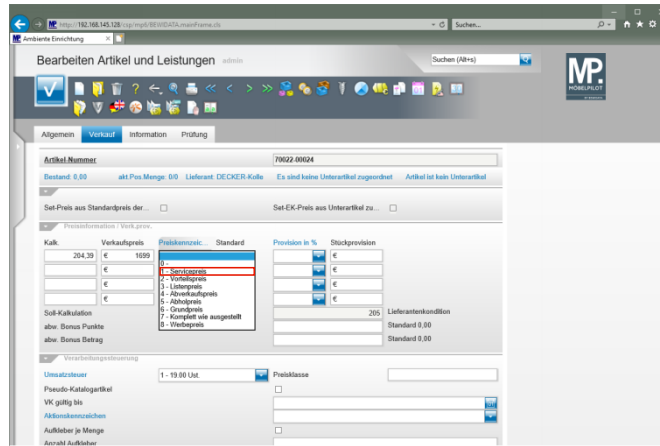 http://192.168.145.128/csp/mpll/BEWIDATA.mainFrame.cls
Suchen...
Ambiente Einrichtung
Bearbeiten Artikel und Leistungen admin
Suchen (Alt+s)
MP.
MÖBELPILOT
Allgemein Verkauf Information Prüfung
Artikel-Nummer 70022-00024
Bestand: 0,00 akt.Pos.Menge: 0/0 Lieferant: DECKER-Kolle Es sind keine Unterartikel zugeordnet Artikel ist kein Unterartikel
Set-Preis aus Standardpreis der... Set-EK-Preis aus Unterartikel zu...
Preisinformation / Verk.prov.
Kalk. Verkaufspreis Preiskennzeic... Standard Provision in % Stückprovision
204,39 € 1699 €
0 -
€ 1 - Servicepreis €
2 - Vorteilspreis
€ 3 - Listenpreis €
4 - Abverkaufspreis
€ 5 - Abholpreis €
6 - Grundpreis
Soll-Kalkulation 7 - Komplett wie ausgestellt 205 Lieferantenkondition
8 - Werbepreis
abw. Bonus Punkte Standard 0,00
abw. Bonus Betrag Standard 0,00
Verarbeitungssteuerung
Umsatzsteuer 1 - 19.00 Ust. Preisklasse
Pseudo-Katalogartikel
VK gültig bis
Aktionskennzeichen
Aufkleber je Menge
Anzahl Aufkleber